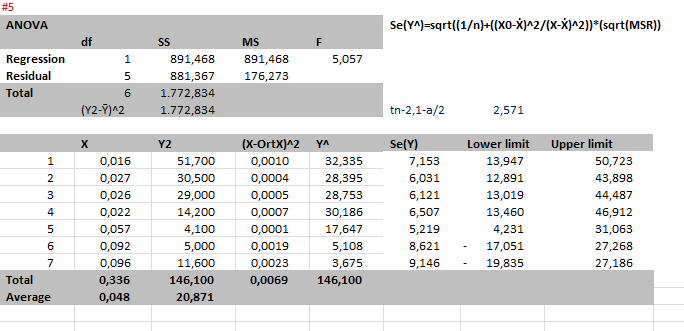 #5
ANOVA Se(Y^)=sqrt((1/n)+((X0-Ẋ)^2/(X-Ẋ)^2))*(sqrt(MSR))
df SS MS F
Regression 1 891,468 891,468 5,057
Residual 5 881,367 176,273
Total 6 1.772,834
(Y2-Ȳ)^2 1.772,834 tn-2,1-a/2 2,571
X Y2 (X-OrtX)^2 Y^ Se(Y) Lower limit Upper limit
1 0,016 51,700 0,0010 32,335 7,153 13,947 50,723
2 0,027 30,500 0,0004 28,395 6,031 12,891 43,898
3 0,026 29,000 0,0005 28,753 6,121 13,019 44,487
4 0,022 14,200 0,0007 30,186 6,507 13,460 46,912
5 0,057 4,100 0,0001 17,647 5,219 4,231 31,063
6 0,092 5,000 0,0019 5,108 8,621 - 17,051 27,268
7 0,096 11,600 0,0023 3,675 9,146 - 19,835 27,186
Total 0,336 146,100 0,0069 146,100
Average 0,048 20,871